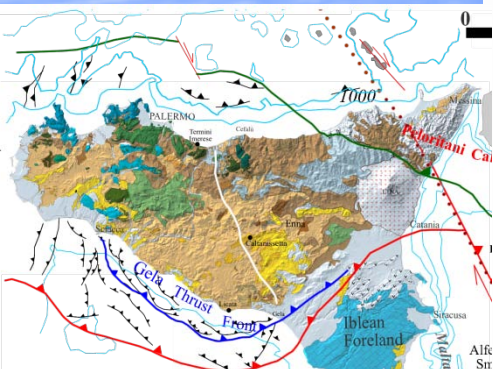 0
1000
PALERMO
Termini
Imerese
Cefalù
Messina
Peloritani Ca
Enna
Catania
Caltanissetta
Sciacca
Gela Thrust Front
Licata
Gela
Iblean
Foreland
Siracusa
Malta
Alfe
Sm